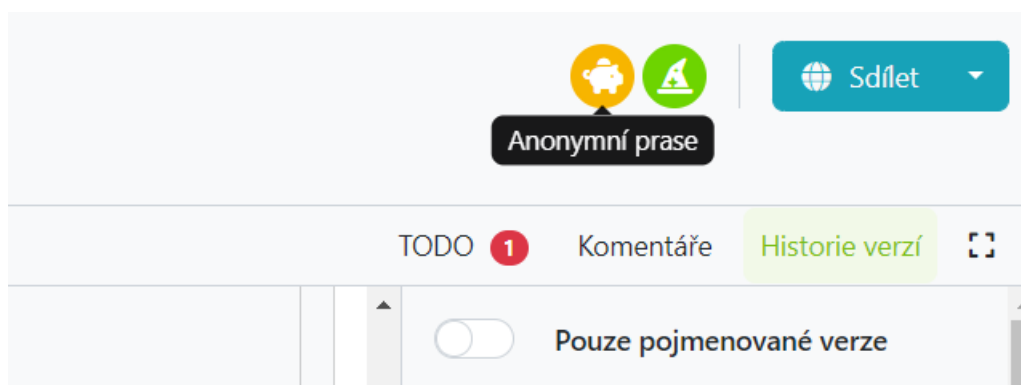 Sdílet
Anonymní prase
TODO 1 Komentáře Historie verzí
Pouze pojmenované verze